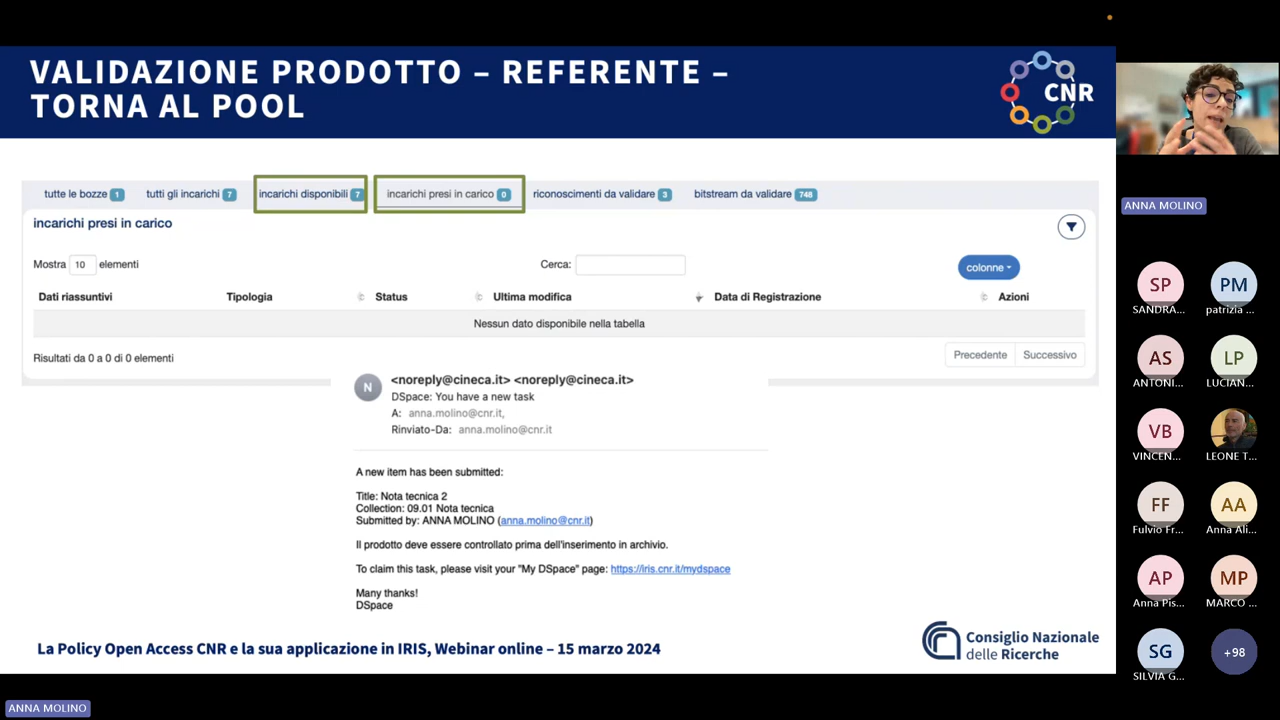 VALIDAZIONE PRODOTTO – REFERENTE –
TORNA AL POOL
CNR
tutte le bozze 1 tutti gli incarichi 7 incarichi disponibili 7 incarichi presi in carico 0 riconoscimenti da validare 3 bitstream da validare 748
incarichi presi in carico
Mostra 10 elementi Cerca: colonne
Dati riassuntivi Tipologia Status Ultima modifica Data di Registrazione Azioni
Nessun dato disponibile nella tabella
Risultati da 0 a 0 di 0 elementi Precedente Successivo
N
<noreply@cineca.it> <noreply@cineca.it>
DSpace: You have a new task
A: anna.molino@cnr.it,
Rinviato-Da: anna.molino@cnr.it
A new item has been submitted:
Title: Nota tecnica 2
Collection: 09.01 Nota tecnica
Submitted by: ANNA MOLINO (anna.molino@cnr.it)
Il prodotto deve essere controllato prima dell'inserimento in archivio.
To claim this task, please visit your "My DSpace" page: https://iris.cnr.it/mydspace
Many thanks!
DSpace
La Policy Open Access CNR e la sua applicazione in IRIS, Webinar online – 15 marzo 2024
Consiglio Nazionale
delle Ricerche
ANNA MOLINO
ANNA MOLINO
SP PM
SANDRA... patrizia ...
AS LP
ANTONI... LUCIAN...
VB
VINCEN... LEONE T...
FF AA
Fulvio Fr... Anna Ali...
AP MP
Anna Pis... MARCO ...
SG +98
SILVIA G...